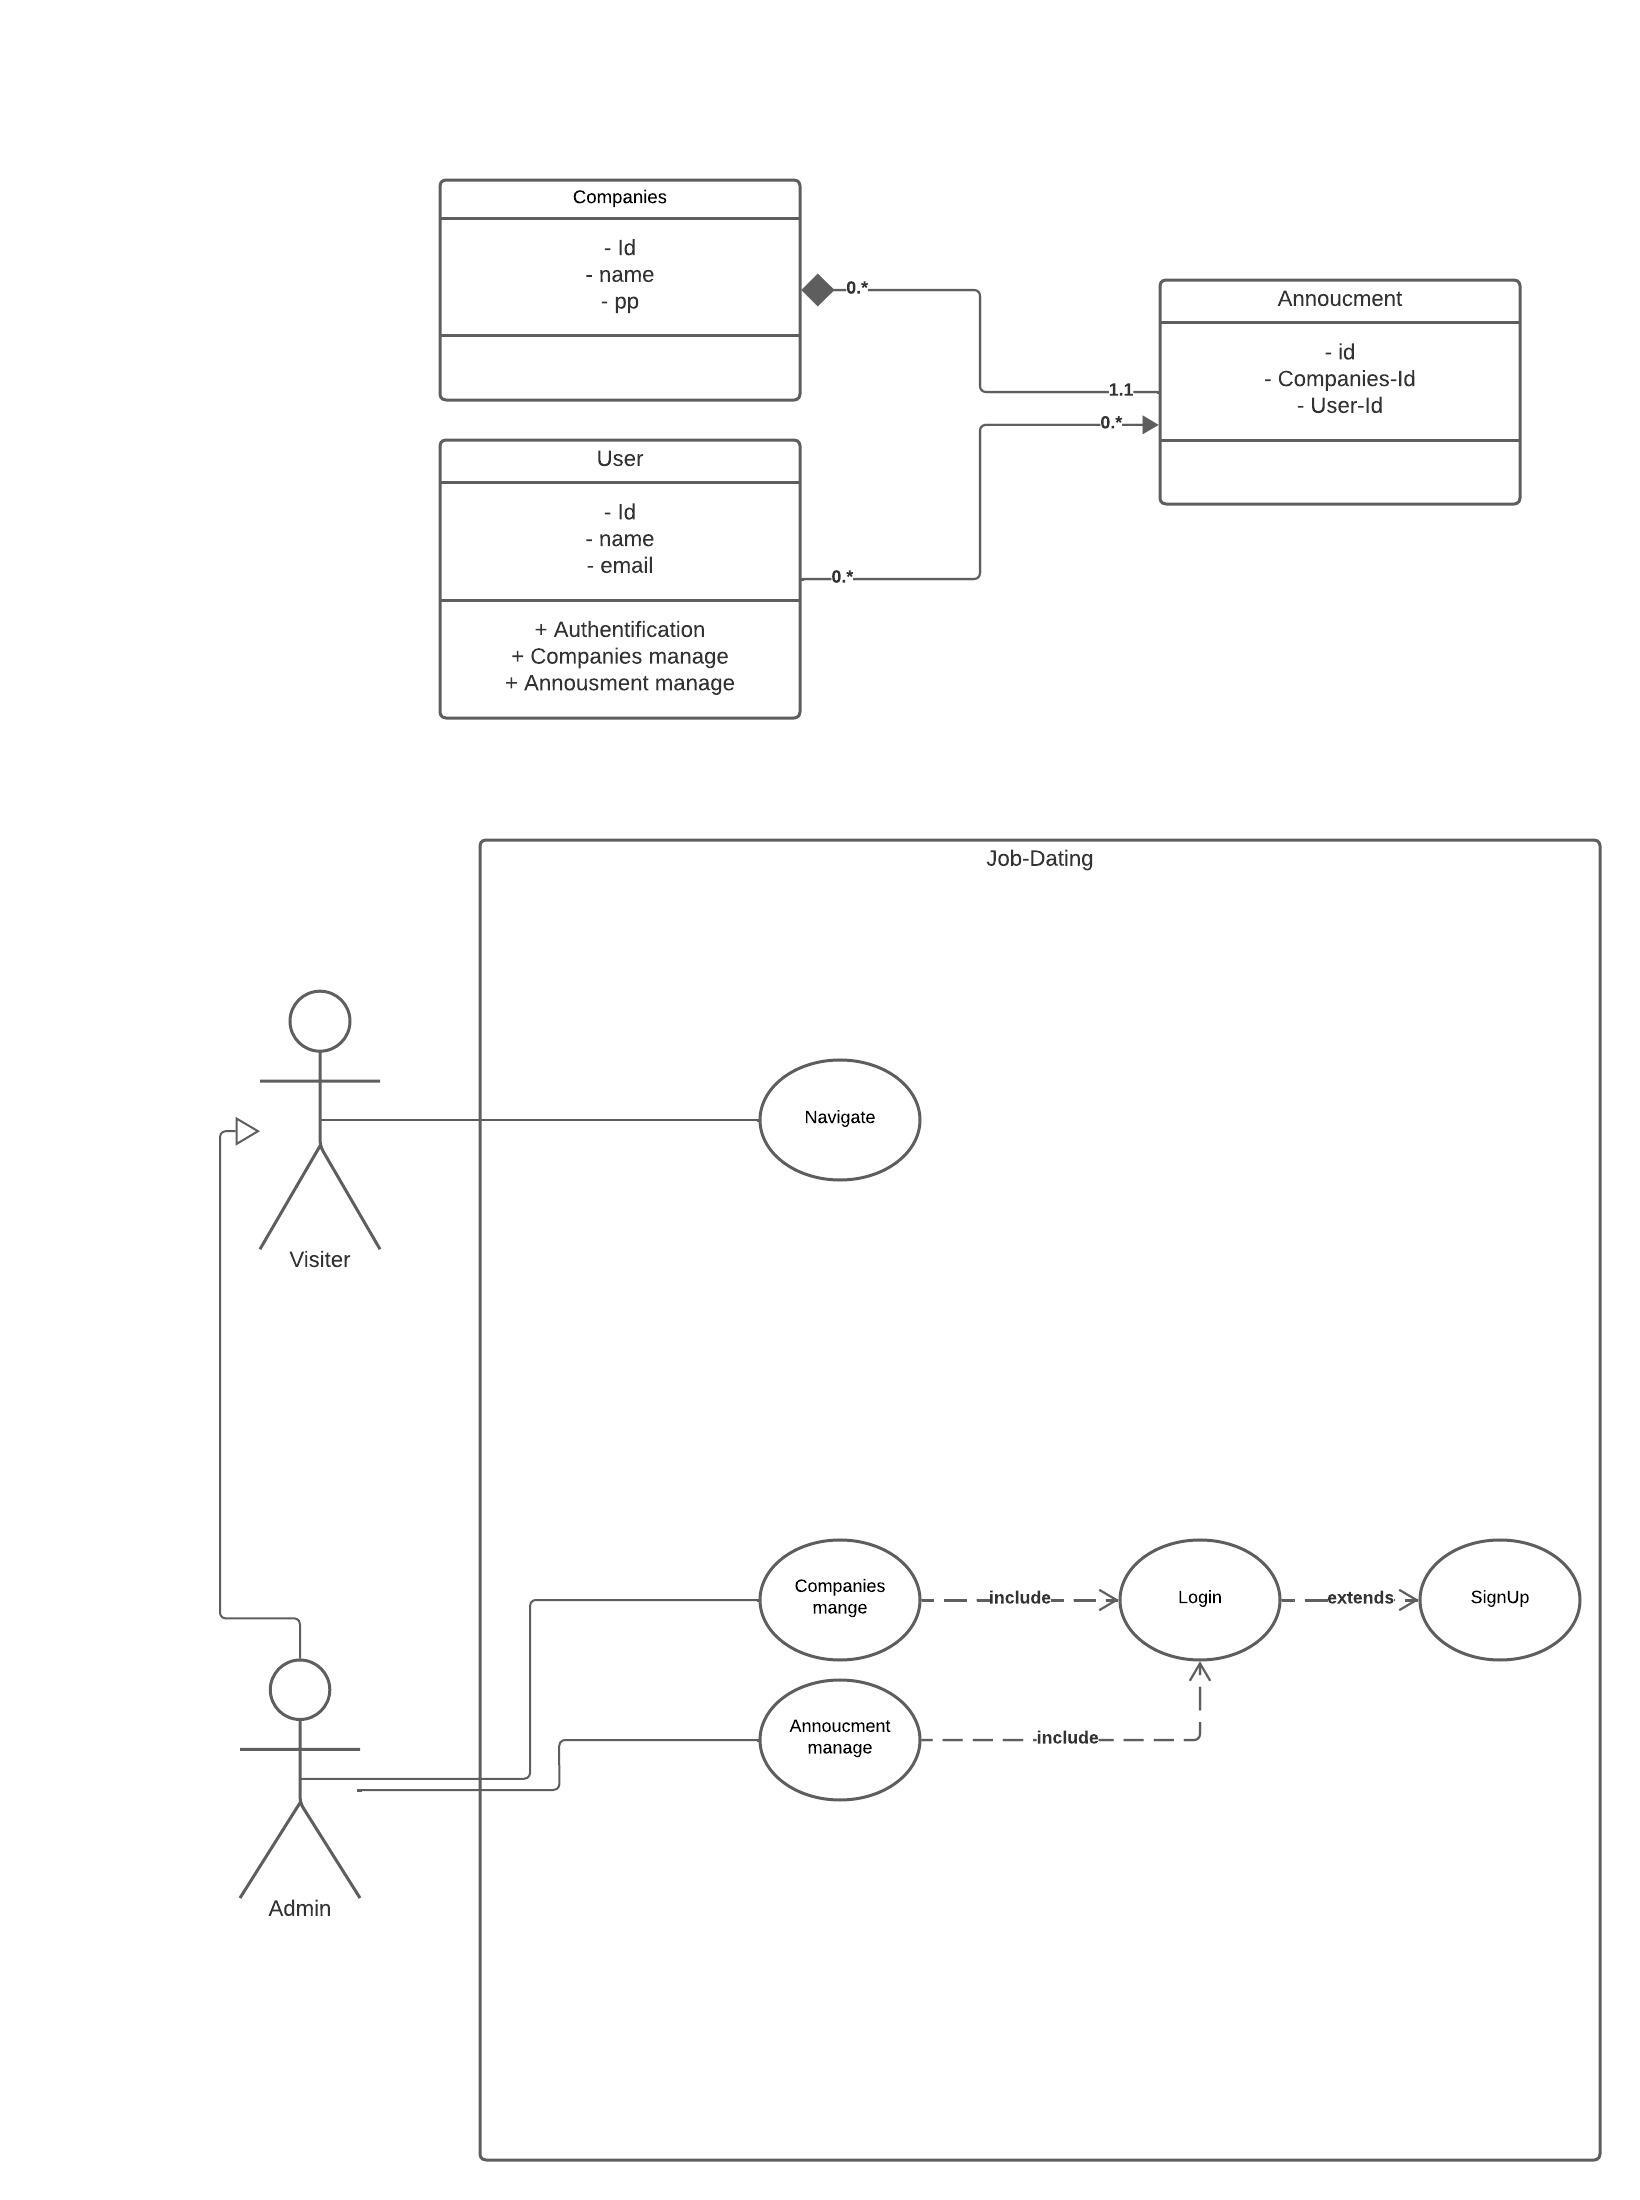 Companies
- Id
- name
- pp
0.*
1.1
Annoucment
- id
- Companies-Id
- User-Id
0.*
User
- Id
- name
- email
0.*
+ Authentification
+ Companies manage
+ Annousment manage
Job-Dating
Navigate
Visiter
Companies
mange
include
Login
extends
SignUp
Annoucment
manage
include
Admin